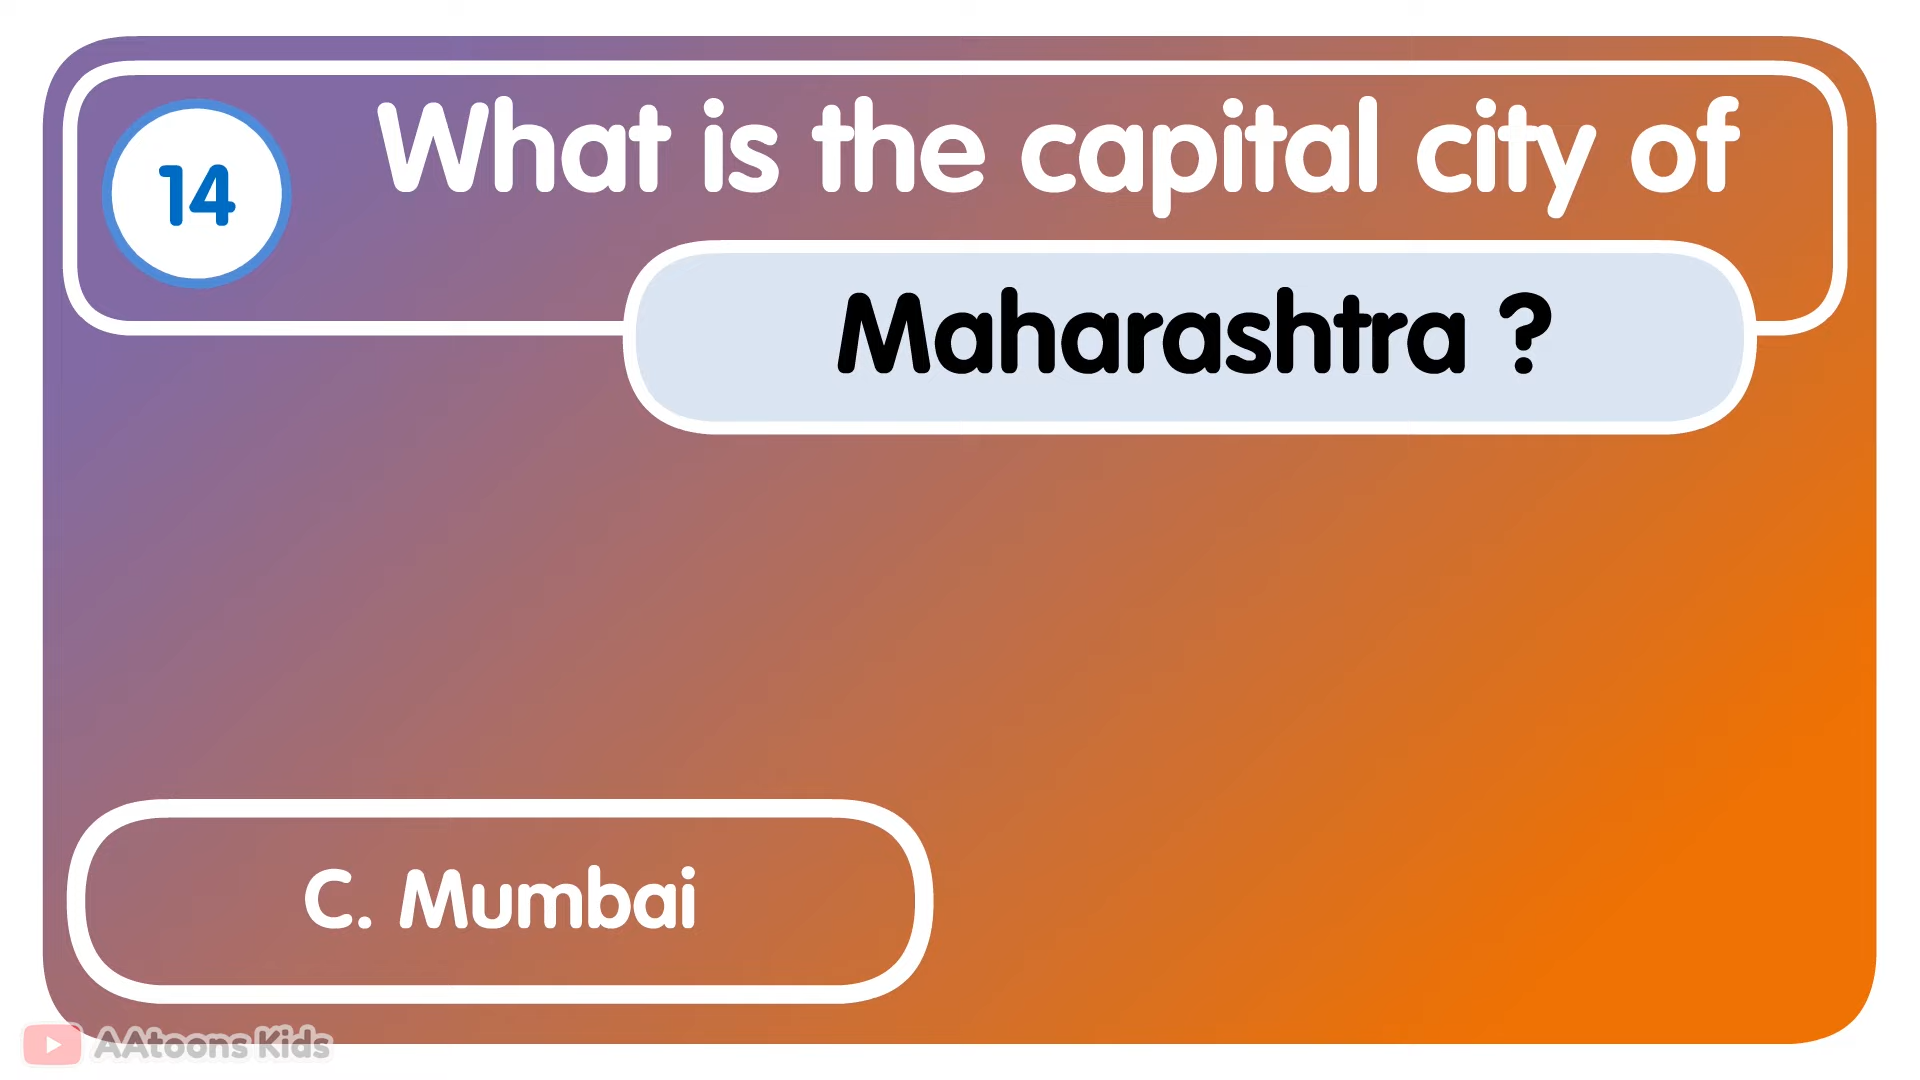 14
What is the capital city of
Maharashtra ?
C. Mumbai
AAtoons Kids